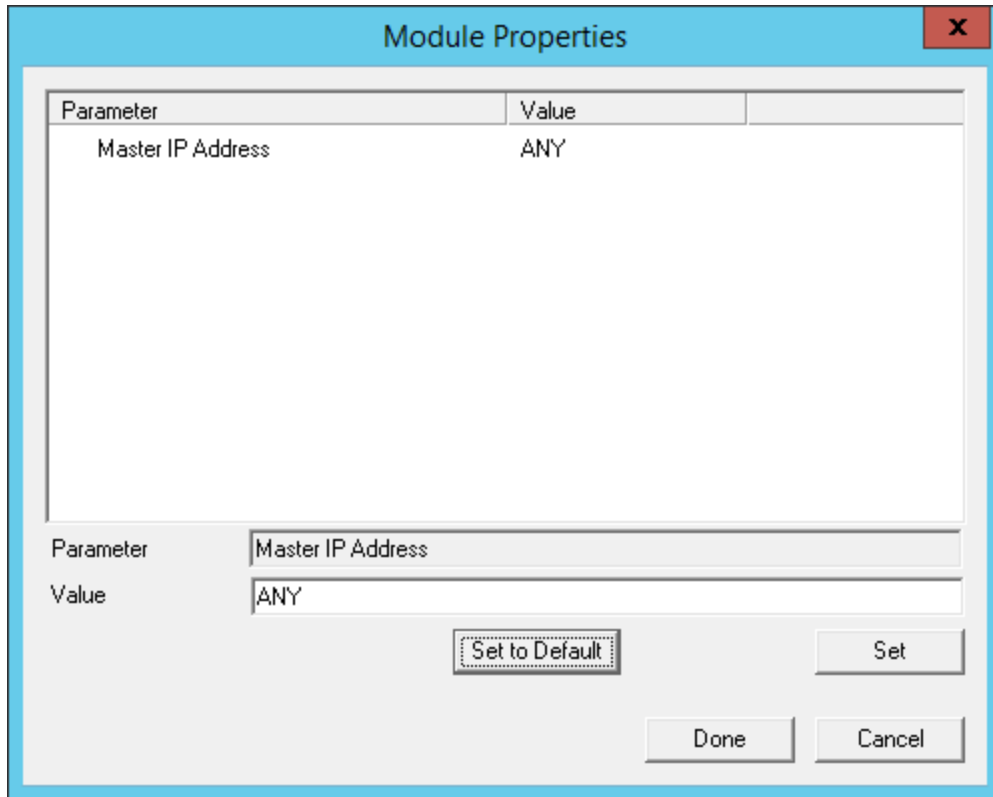 Module Properties
x
Parameter Value
Master IP Address ANY
Parameter Master IP Address
Value ANY
Set to Default Set
Done Cancel